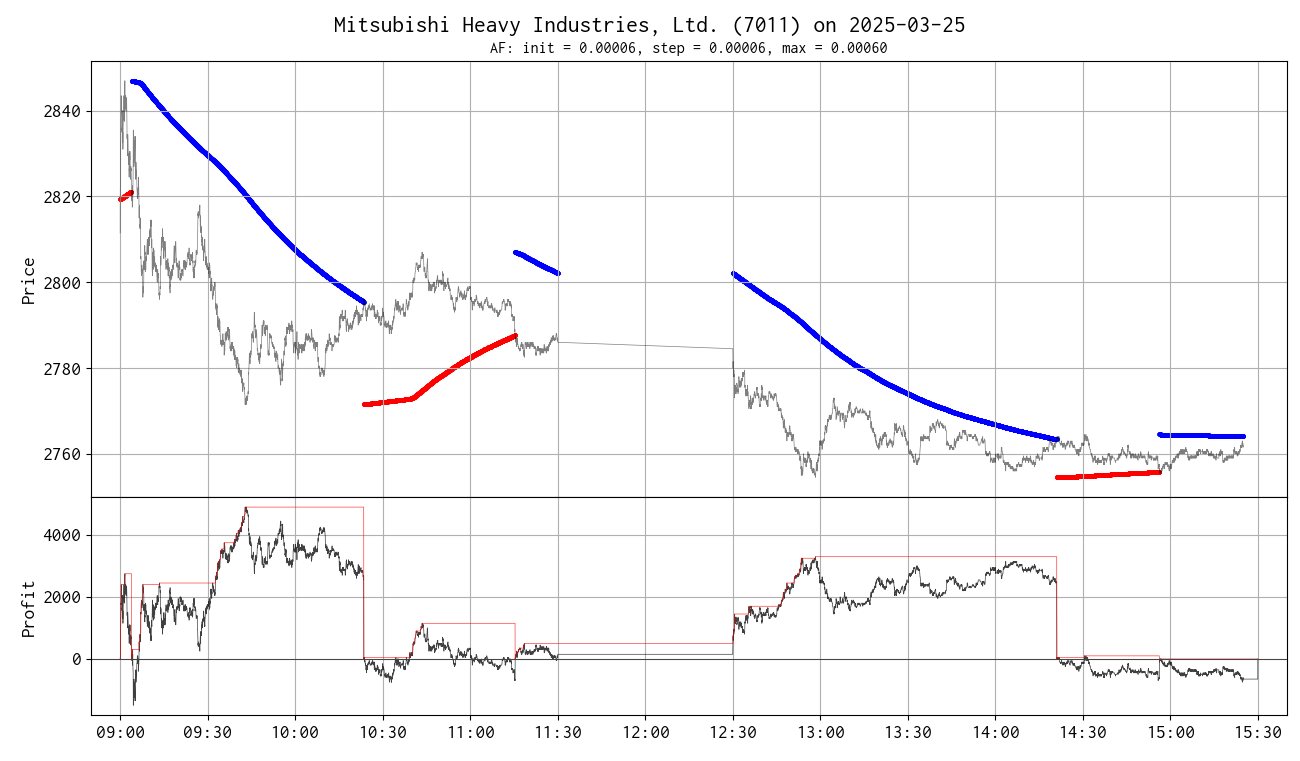 Mitsubishi Heavy Industries, Ltd. (7011) on 2025-03-25
AF: init = 0.00006, step = 0.00006, max = 0.00060
Price
2840
2820
2800
2780
2760
Profit
4000
2000
0
09:00 09:30 10:00 10:30 11:00 11:30 12:00 12:30 13:00 13:30 14:00 14:30 15:00 15:30